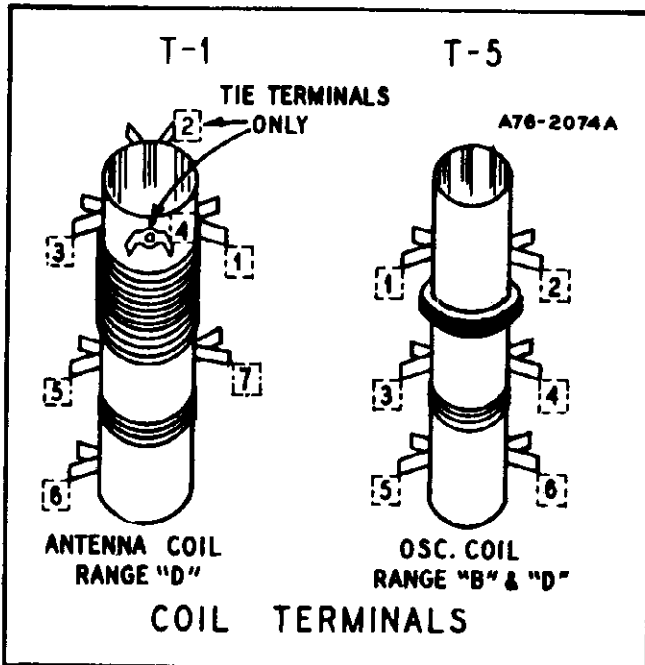 T-1
T-5
TIE TERMINALS
ONLY
A76-2074A
2
4
3
1
5
7
6
1
2
3
4
5
6
ANTENNA COIL
RANGE "D"
OSC. COIL
RANGE "B" & "D"
COIL TERMINALS